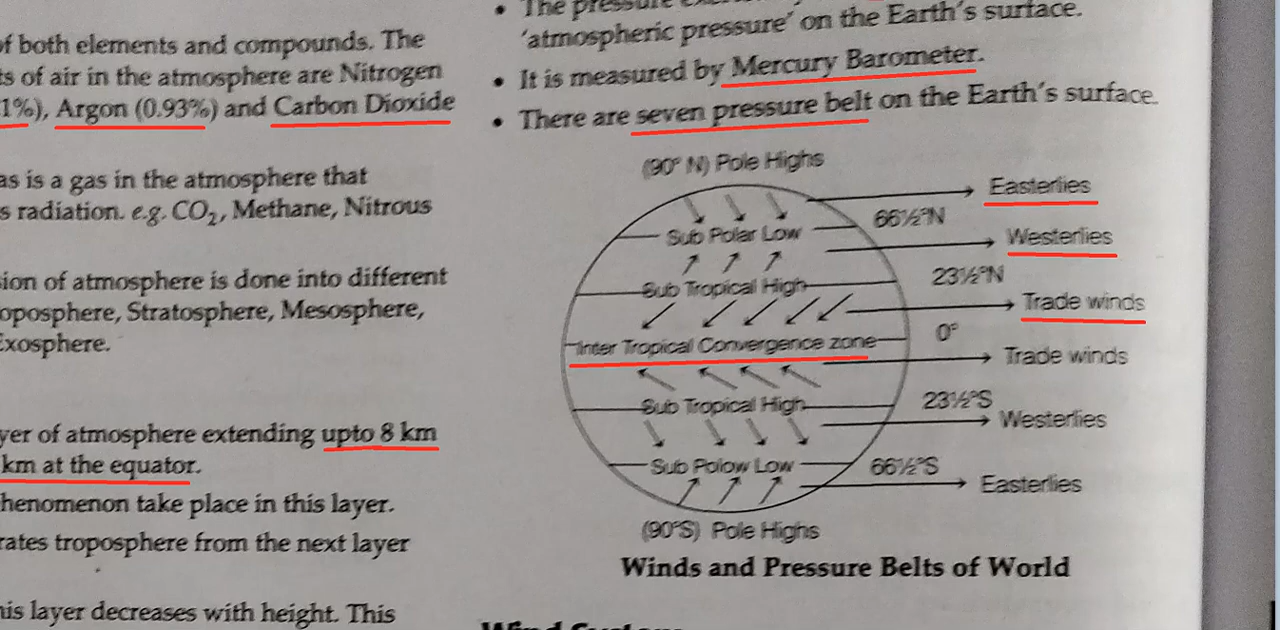 of both elements and compounds. The
ts of air in the atmosphere are Nitrogen
1%), Argon (0.93%) and Carbon Dioxide
as is a gas in the atmosphere that
s radiation. e.g. CO₂, Methane, Nitrous
sion of atmosphere is done into different
oposphere, Stratosphere, Mesosphere,
Exosphere.
yer of atmosphere extending upto 8 km
km at the equator.
henomenon take place in this layer.
rates troposphere from the next layer
his layer decreases with height. This
• The pressure
'atmospheric pressure' on the Earth's surface.
• It is measured by Mercury Barometer.
• There are seven pressure belt on the Earth's surface.
(90° N) Pole Highs
Easterlies
66½°N
Sub Polar Low
Westerlies
23½°N
Sub Tropical High
Trade winds
0°
Inter Tropical Convergence zone
Trade winds
23½°S
Sub Tropical High
Westerlies
66½°S
Sub Polow Low
Easterlies
(90°S) Pole Highs
Winds and Pressure Belts of World